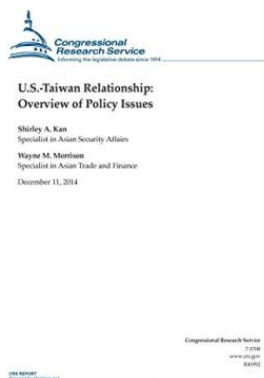 Congressional
Research Service
Informing the legislative debate since 1914
U.S.-Taiwan Relationship:
Overview of Policy Issues
Shirley A. Kan
Specialist in Asian Security Affairs
Wayne M. Morrison
Specialist in Asian Trade and Finance
December 11, 2014
Congressional Research Service
7-5700
www.crs.gov
R41952
CRS REPORT